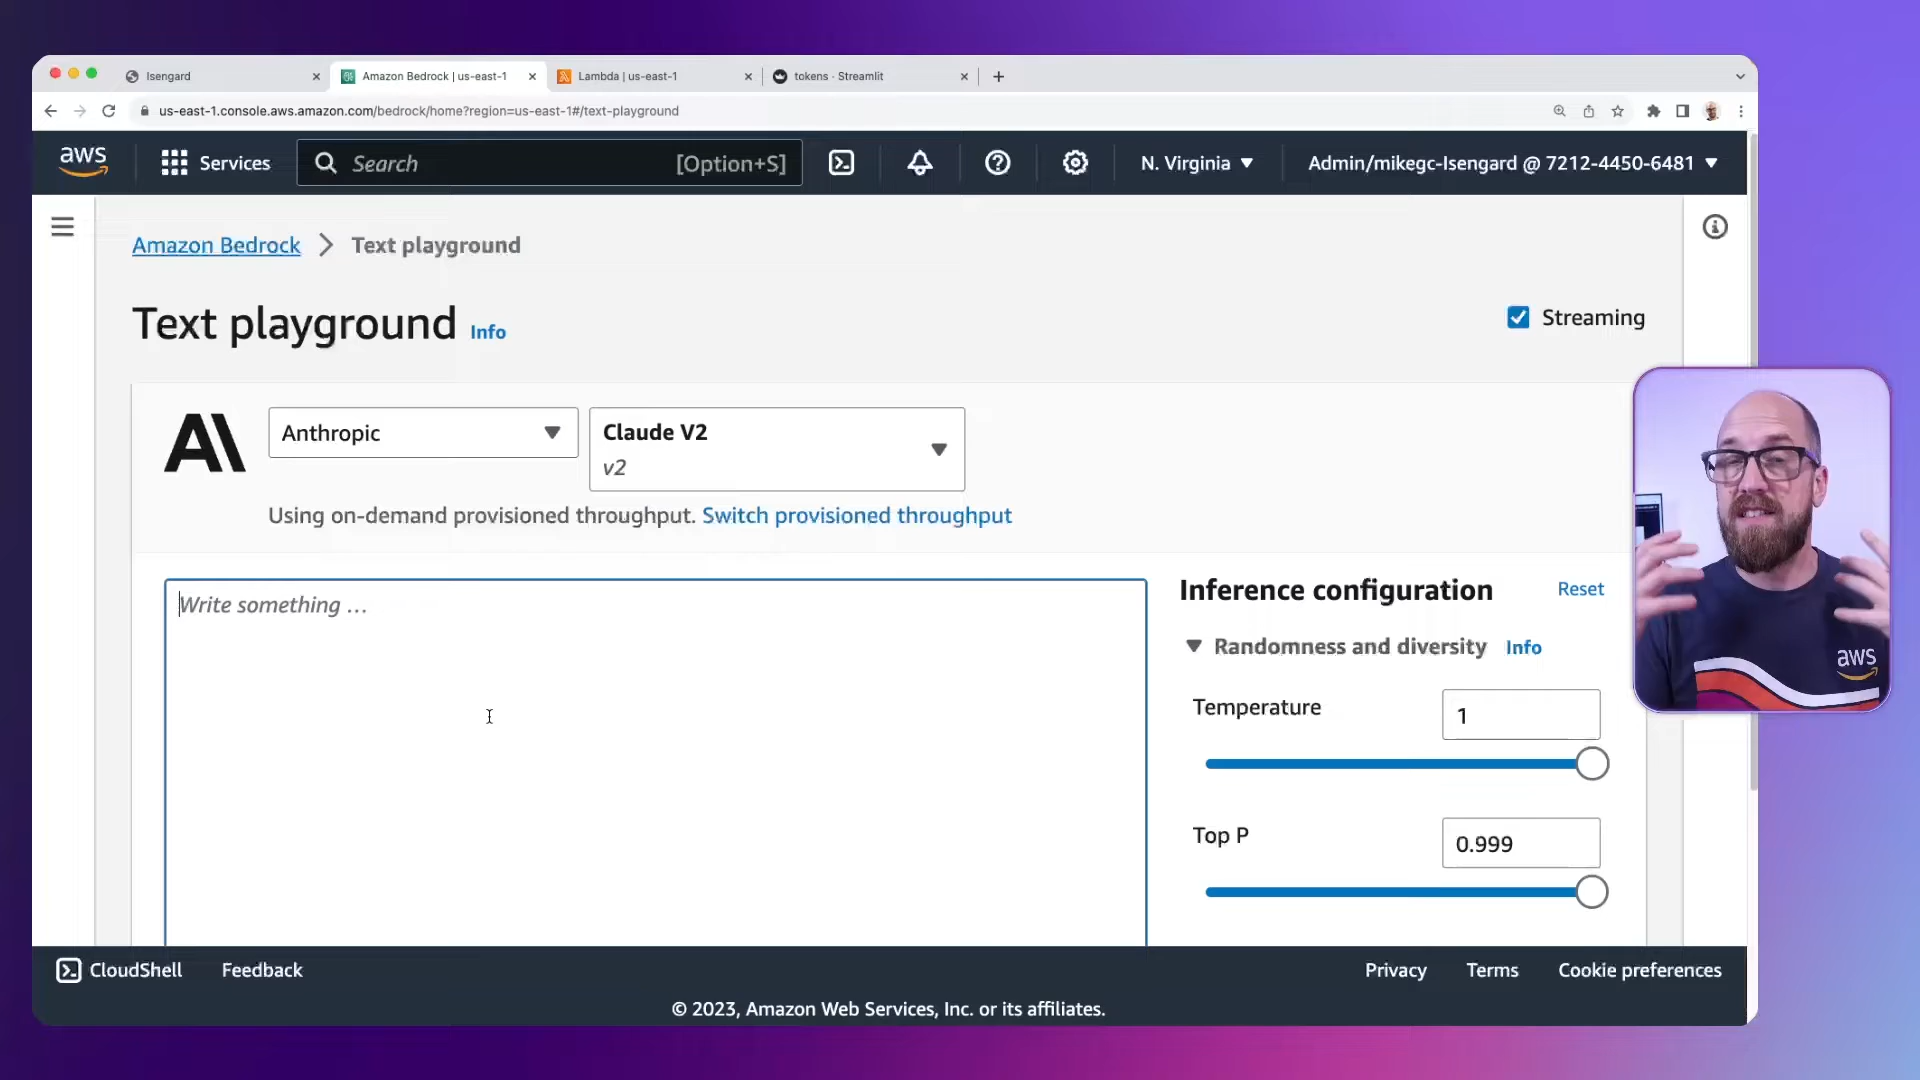 Isengard
Amazon Bedrock | us-east-1
Lambda | us-east-1
tokens · Streamlit
us-east-1.console.aws.amazon.com/bedrock/home?region=us-east-1#/text-playground
aws
Services
Search
[Option+S]
N. Virginia
Admin/mikegc-Isengard @ 7212-4450-6481
Amazon Bedrock
Text playground
Text playground
Info
Streaming
Anthropic
Claude V2
v2
Using on-demand provisioned throughput. Switch provisioned throughput
Write something ...
Inference configuration
Reset
Randomness and diversity
Info
Temperature
1
Top P
0.999
aws
CloudShell
Feedback
Privacy
Terms
Cookie preferences
© 2023, Amazon Web Services, Inc. or its affiliates.